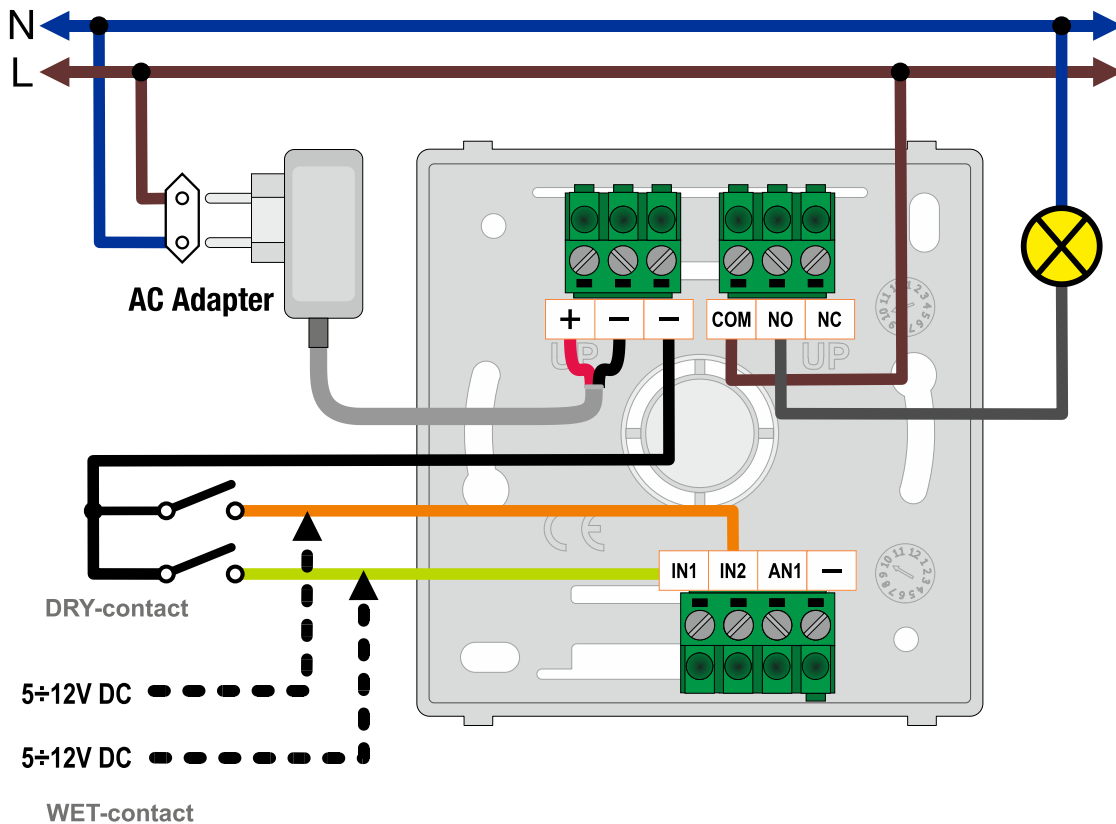 N
L
AC Adapter
+ − − COM NO NC
UP UP
CE
IN1 IN2 AN1 −
DRY-contact
5÷12V DC
5÷12V DC
WET-contact